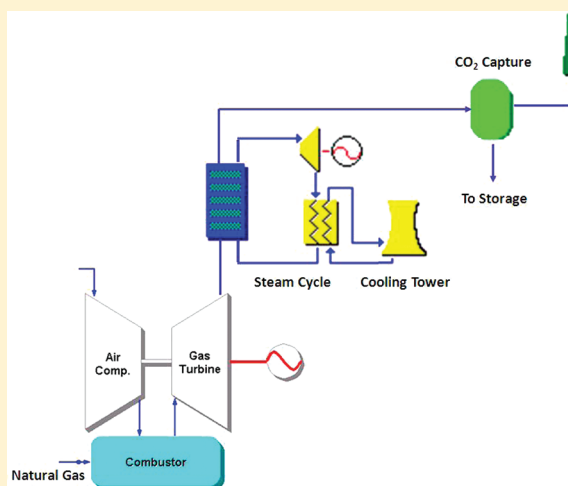 CO₂ Capture
To Storage
Steam Cycle
Cooling Tower
Air
Comp.
Gas
Turbine
Combustor
Natural Gas